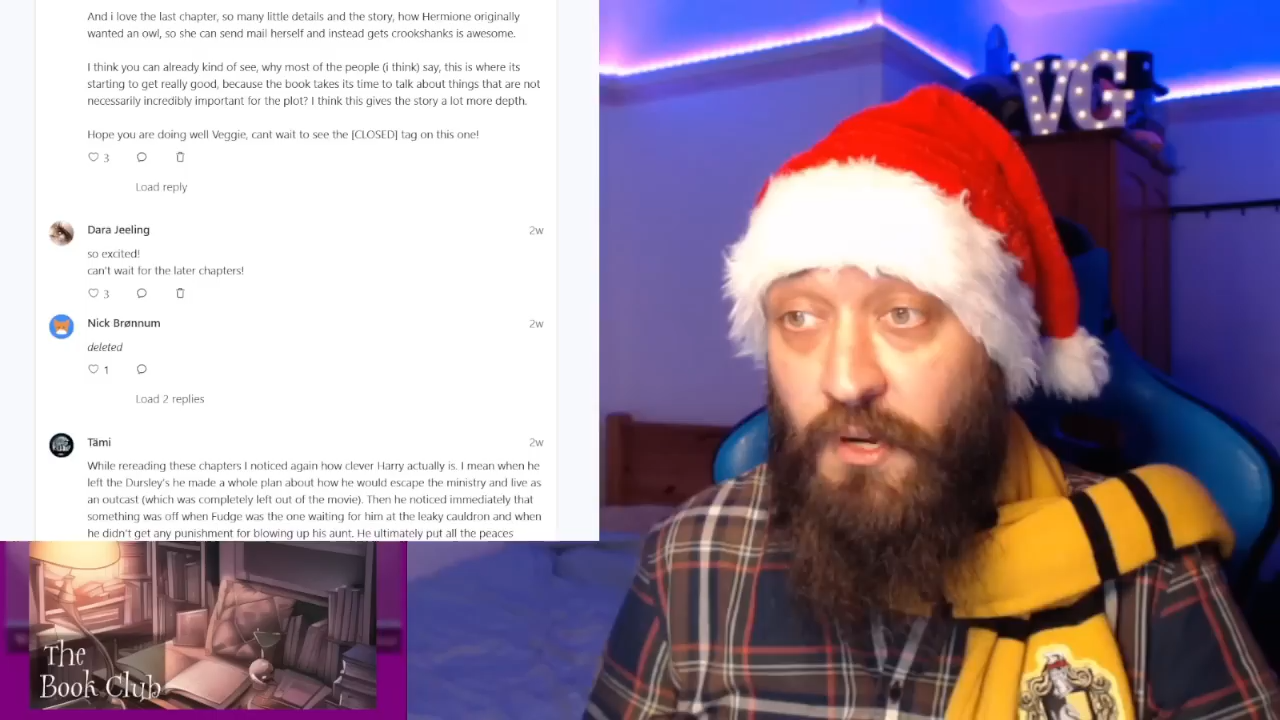 And i love the last chapter, so many little details and the story, how Hermione originally
wanted an owl, so she can send mail herself and instead gets crookshanks is awesome.
I think you can already kind of see, why most of the people (i think) say, this is where its
starting to get really good, because the book takes its time to talk about things that are not
necessarily incredibly important for the plot? I think this gives the story a lot more depth.
Hope you are doing well Veggie, cant wait to see the [CLOSED] tag on this one!
3
Load reply
Dara Jeeling
2w
so excited!
can't wait for the later chapters!
3
Nick Brønnum
2w
deleted
1
Load 2 replies
Tämi
2w
While rereading these chapters I noticed again how clever Harry actually is. I mean when he
left the Dursley's he made a whole plan about how he would escape the ministry and live as
an outcast (which was completely left out of the movie). Then he noticed immediately that
something was off when Fudge was the one waiting for him at the leaky cauldron and when
he didn't get any punishment for blowing up his aunt. He ultimately put all the peaces
VG
The
Book Club